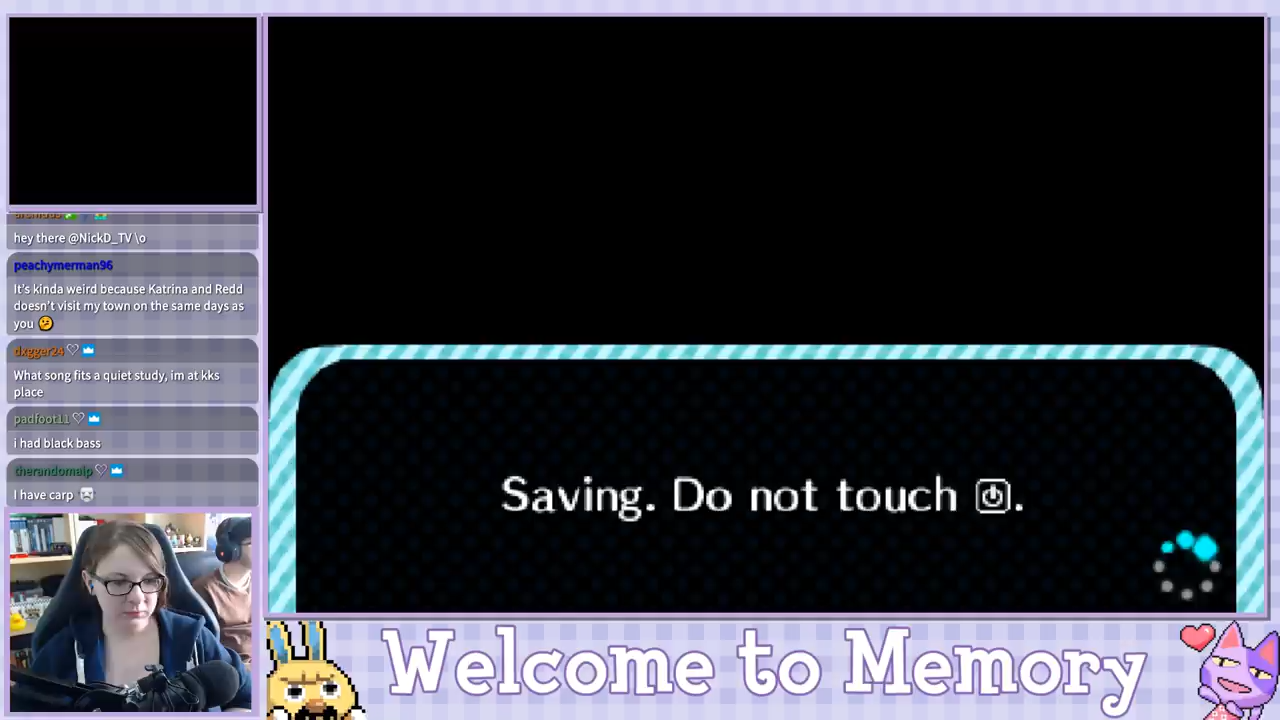 hey there @NickD_TV \o
peachymerman96
It's kinda weird because Katrina and Redd
doesn't visit my town on the same days as
you
dxgger24
What song fits a quiet study, im at kks
place
padfoot11
i had black bass
therandomalp
I have carp
Saving. Do not touch .
Welcome to Memory